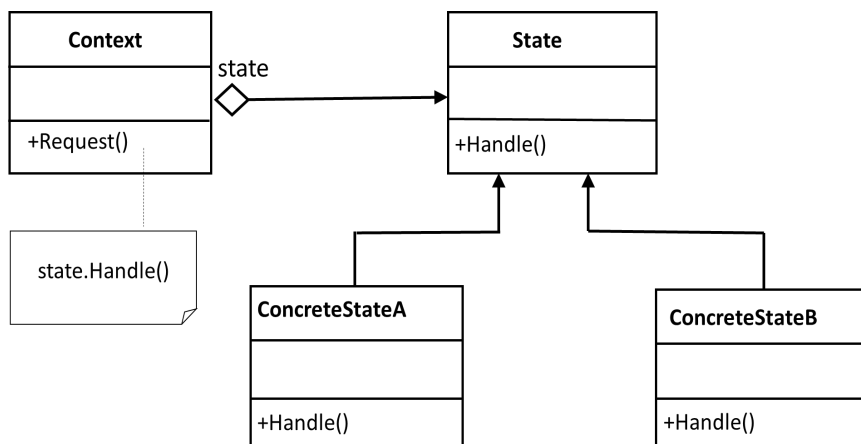 Context
State
state
+Request()
+Handle()
state.Handle()
ConcreteStateA
ConcreteStateB
+Handle()
+Handle()